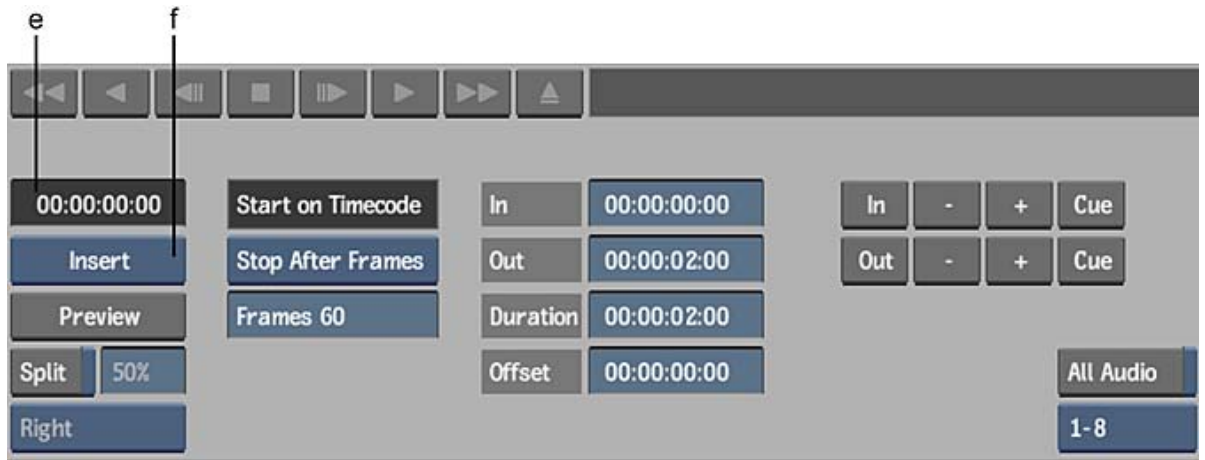 e f
00:00:00:00 Start on Timecode In 00:00:00:00 In - + Cue
Insert Stop After Frames Out 00:00:02:00 Out - + Cue
Preview Frames 60 Duration 00:00:02:00
Split 50% Offset 00:00:00:00 All Audio
Right 1-8